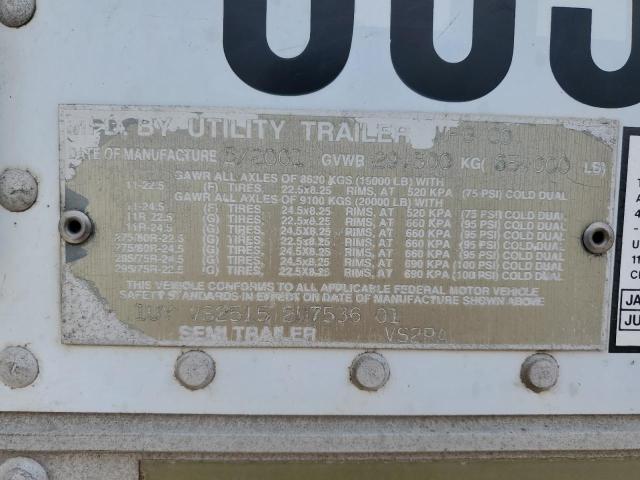 BY UTILITY TRAILER MFG CO
DATE OF MANUFACTURE 5/2001 GVWR 29,500 KG( 65,000 LB)
GAWR ALL AXLES OF 8620 KGS (15000 LB) WITH
11-22.5 (F) TIRES, 22.5x8.25 RIMS, AT 520 KPA (75 PSI) COLD DUAL
GAWR ALL AXLES OF 9100 KGS (20000 LB) WITH
11-24.5 (F) TIRES, 24.5x8.25 RIMS, AT 520 KPA (75 PSI) COLD DUAL
11R-22.5 (G) TIRES, 22.5x8.25 RIMS, AT 660 KPA (95 PSI) COLD DUAL
11R-24.5 (G) TIRES, 24.5x8.25 RIMS, AT 660 KPA (95 PSI) COLD DUAL
275/80R-22.5 (G) TIRES, 22.5x8.25 RIMS, AT 660 KPA (95 PSI) COLD DUAL
275/80R-24.5 (G) TIRES, 24.5x8.25 RIMS, AT 660 KPA (95 PSI) COLD DUAL
285/75R-24.5 (G) TIRES, 24.5x8.25 RIMS, AT 690 KPA (100 PSI) COLD DUAL
295/75R-22.5 (G) TIRES, 22.5x8.25 RIMS, AT 690 KPA (100 PSI) COLD DUAL
THIS VEHICLE CONFORMS TO ALL APPLICABLE FEDERAL MOTOR VEHICLE
SAFETY STANDARDS IN EFFECT ON DATE OF MANUFACTURE SHOWN ABOVE
1UY VS2515 7536 01
SEMI TRAILER VS2RA
JA
JU